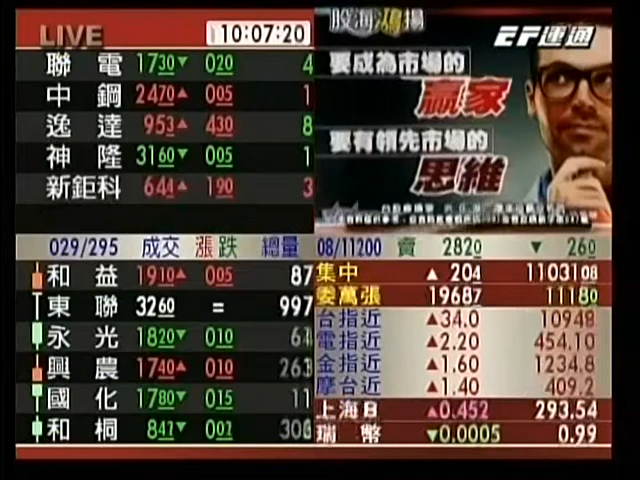 LIVE 10:07:20
聯電 1730▼ 020 4
中鋼 2470▲ 005 1
逸達 953▲ 430 8
神隆 3160▼ 005 1
新鉅科 644▲ 190 3
股海鴻揚
EF運通
要成為市場的
贏家
要有領先市場的
思維
029/295 成交 漲跌 總量
和益 1910▲ 005 87
東聯 3260 = 997
永光 1820▼ 010
興農 1740▲ 010 263
國化 1780▼ 015 11
和桐 841▼ 002
08/11200 賣 2820 ▼ 260
集中 ▲204 1103108
委萬張 19687 11180
台指近 ▲34.0 10948
電指近 ▲2.20 454.10
金指近 ▲1.60 1234.8
摩台近 ▲1.40 409.2
上海B ▲0.452 293.54
瑞幣 ▼0.0005 0.99